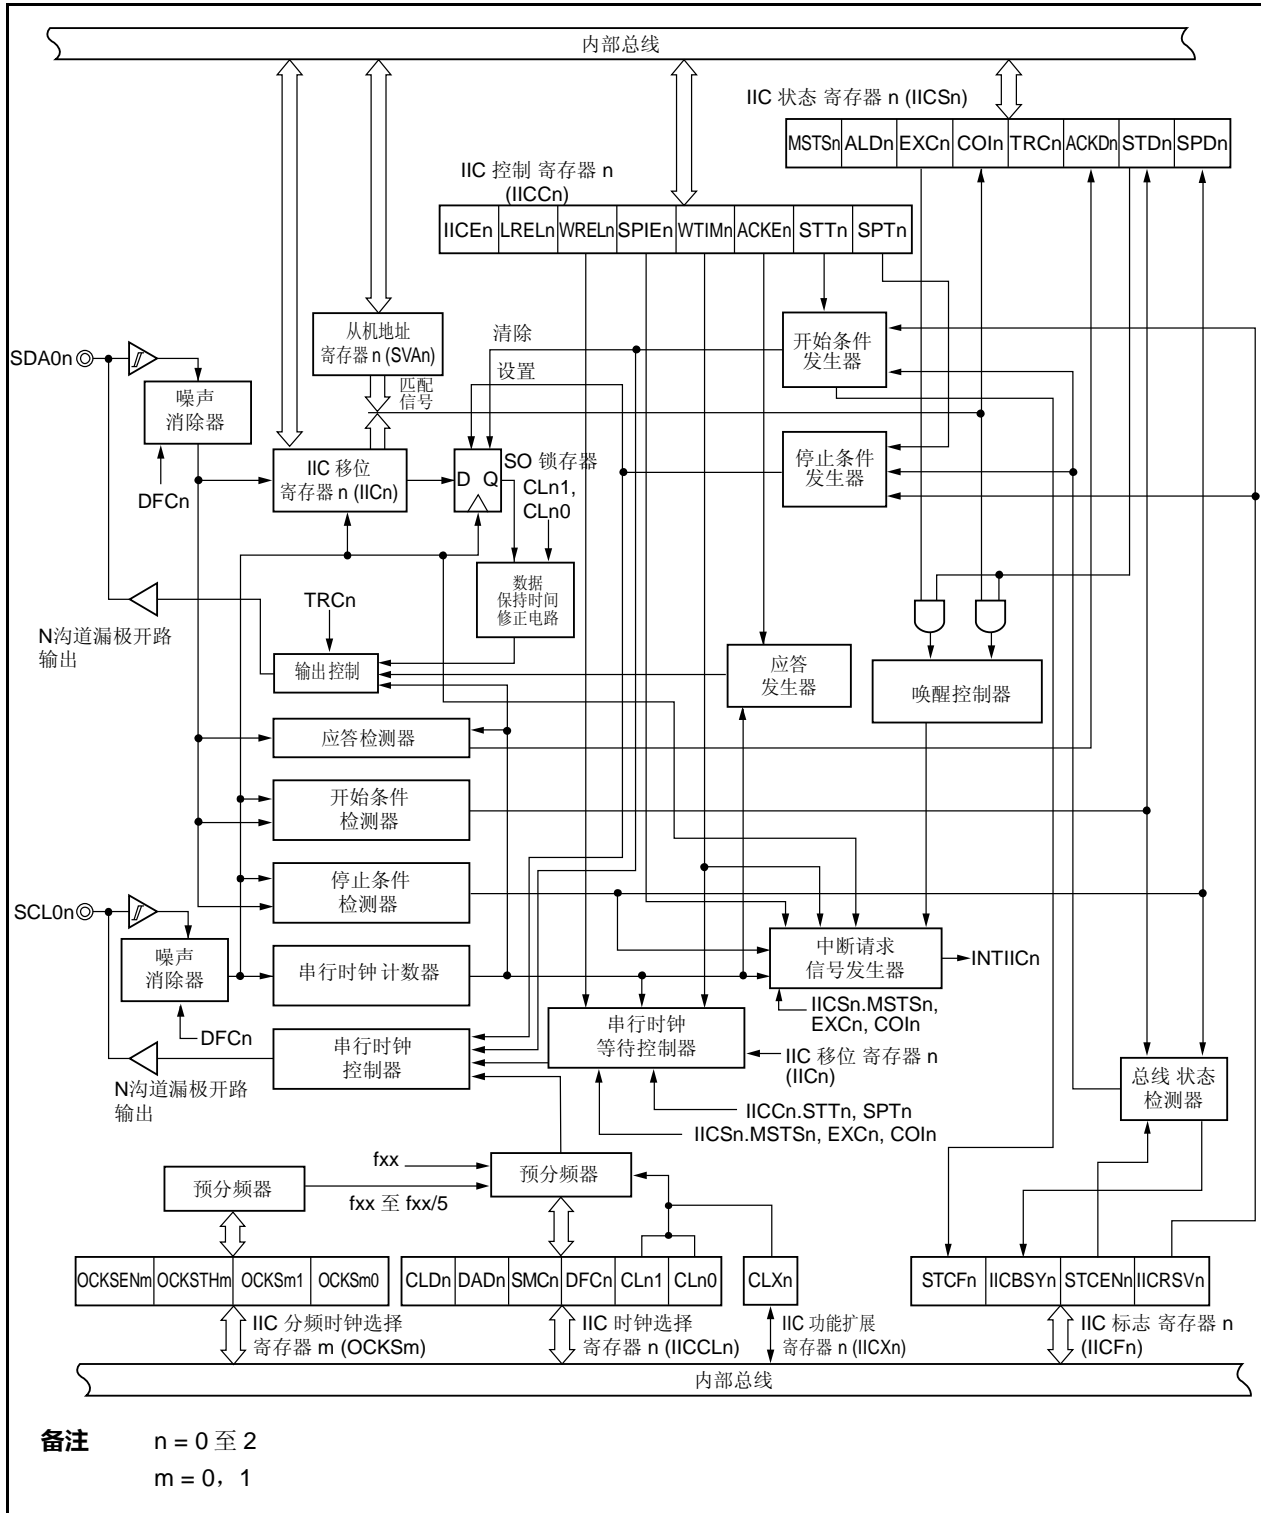 内部总线
IIC 状态 寄存器 n (IICSn)
MSTSn ALDn EXCn COIn TRCn ACKDn STDn SPDn
IIC 控制 寄存器 n
(IICCn)
IICEn LRELn WRELn SPIEn WTIMn ACKEn STTn SPTn
从机地址
寄存器 n (SVAn)
清除
设置
开始条件
发生器
SDA0n
噪声
消除器
匹配
信号
DFCn
IIC 移位
寄存器 n (IICn)
D Q
SO 锁存器
CLn1,
CLn0
停止条件
发生器
数据
保持时间
修正电路
TRCn
N沟道漏极开路
输出
输出控制
应答
发生器
唤醒控制器
应答检测器
开始条件
检测器
停止条件
检测器
SCL0n
噪声
消除器
串行时钟 计数器
中断请求
信号发生器
INTIICn
IICSn.MSTSn,
EXCn, COIn
DFCn
N沟道漏极开路
输出
串行时钟
控制器
串行时钟
等待控制器
IIC 移位 寄存器 n
(IICn)
IICCn.STTn, SPTn
IICSn.MSTSn, EXCn, COIn
总线 状态
检测器
预分频器
fxx
fxx 至 fxx/5
预分频器
OCKSENm OCKSTHm OCKSm1 OCKSm0
CLDn DADn SMCn DFCn CLn1 CLn0
CLXn
STCFn IICBSYn STCENn IICRSVn
IIC 分频时钟选择
寄存器 m (OCKSm)
IIC 时钟选择
寄存器 n (IICCLn)
IIC 功能扩展
寄存器 n (IICXn)
IIC 标志 寄存器 n
(IICFn)
内部总线
备注 n = 0 至 2
m = 0，1